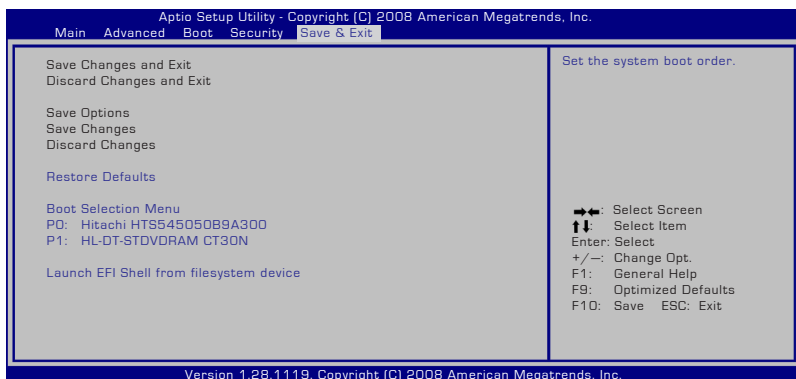 Aptio Setup Utility - Copyright (C) 2008 American Megatrends, Inc.
Main Advanced Boot Security Save & Exit
Save Changes and Exit
Discard Changes and Exit
Save Options
Save Changes
Discard Changes
Restore Defaults
Boot Selection Menu
P0: Hitachi HTS545050B9A300
P1: HL-DT-STDVDRAM CT30N
Launch EFI Shell from filesystem device
Set the system boot order.
→←: Select Screen
↑↓: Select Item
Enter: Select
+/—: Change Opt.
F1: General Help
F9: Optimized Defaults
F10: Save ESC: Exit
Version 1.28.1119. Copyright (C) 2008 American Megatrends, Inc.